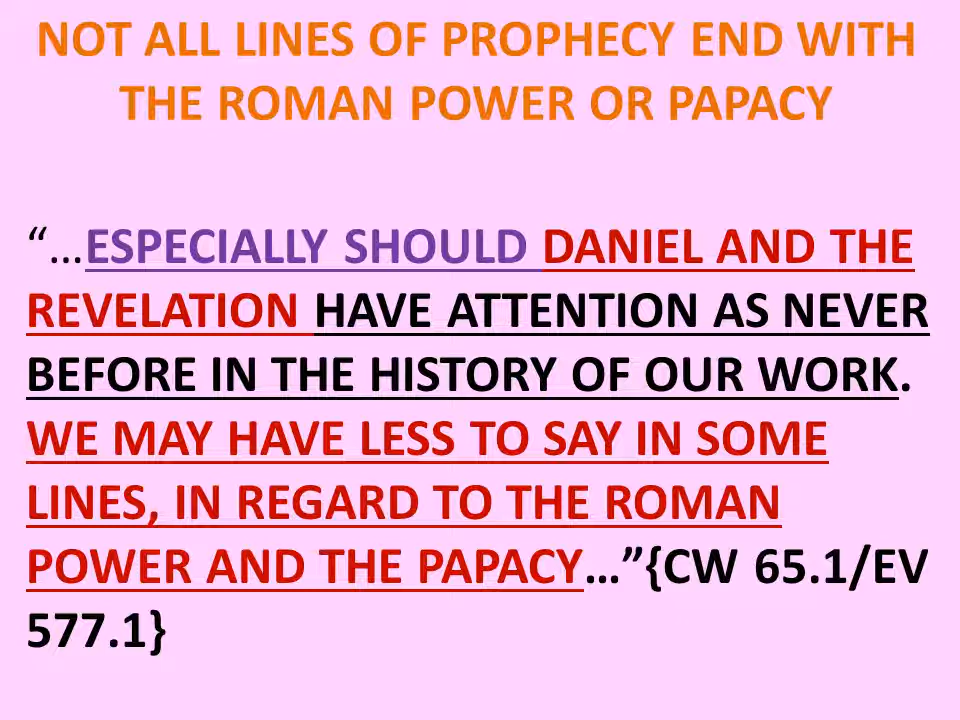 NOT ALL LINES OF PROPHECY END WITH
THE ROMAN POWER OR PAPACY
“…ESPECIALLY SHOULD DANIEL AND THE
REVELATION HAVE ATTENTION AS NEVER
BEFORE IN THE HISTORY OF OUR WORK.
WE MAY HAVE LESS TO SAY IN SOME
LINES, IN REGARD TO THE ROMAN
POWER AND THE PAPACY…”{CW 65.1/EV
577.1}